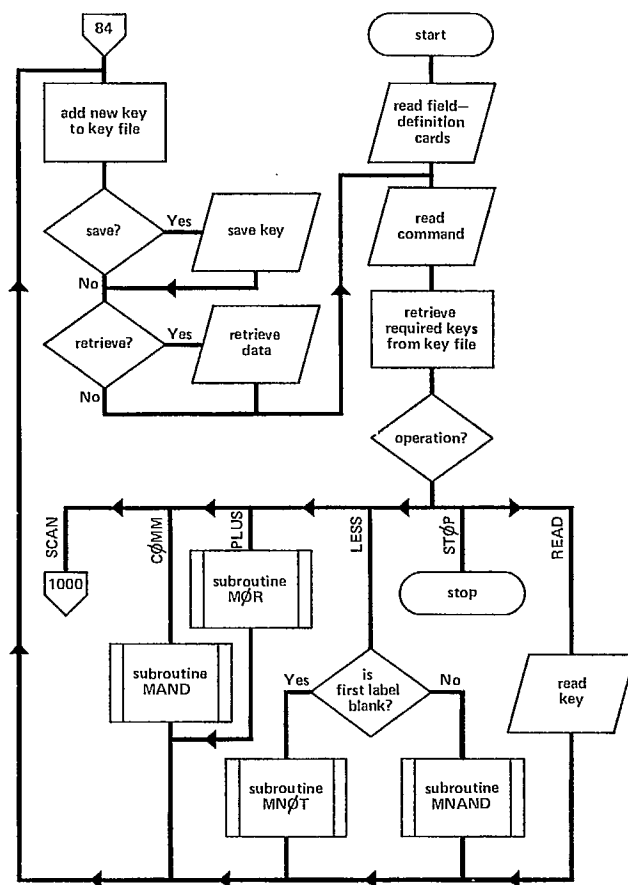 84
add new key
to key file
save?
Yes
save key
No
retrieve?
Yes
retrieve
data
No
start
read field—
definition
cards
read
command
retrieve
required keys
from key file
operation?
SCAN
CØMM
PLUS
LESS
STØP
READ
1000
subroutine
MØR
stop
subroutine
MAND
Yes
is
first label
blank?
No
read
key
subroutine
MNØT
subroutine
MNAND